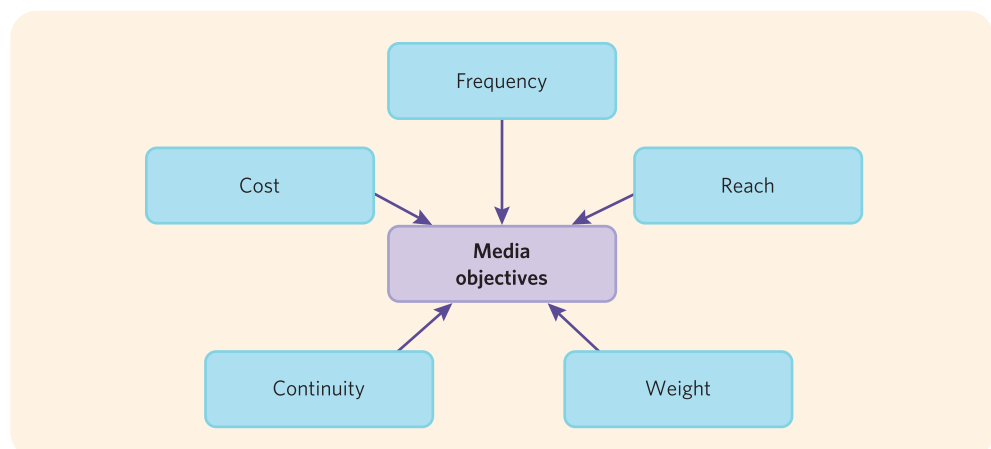 Frequency
Cost
Reach
Media
objectives
Continuity
Weight